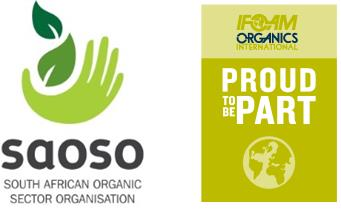 saoso
SOUTH AFRICAN ORGANIC
SECTOR ORGANISATION
IFOAM
ORGANICS
INTERNATIONAL
PROUD
TO BE PART